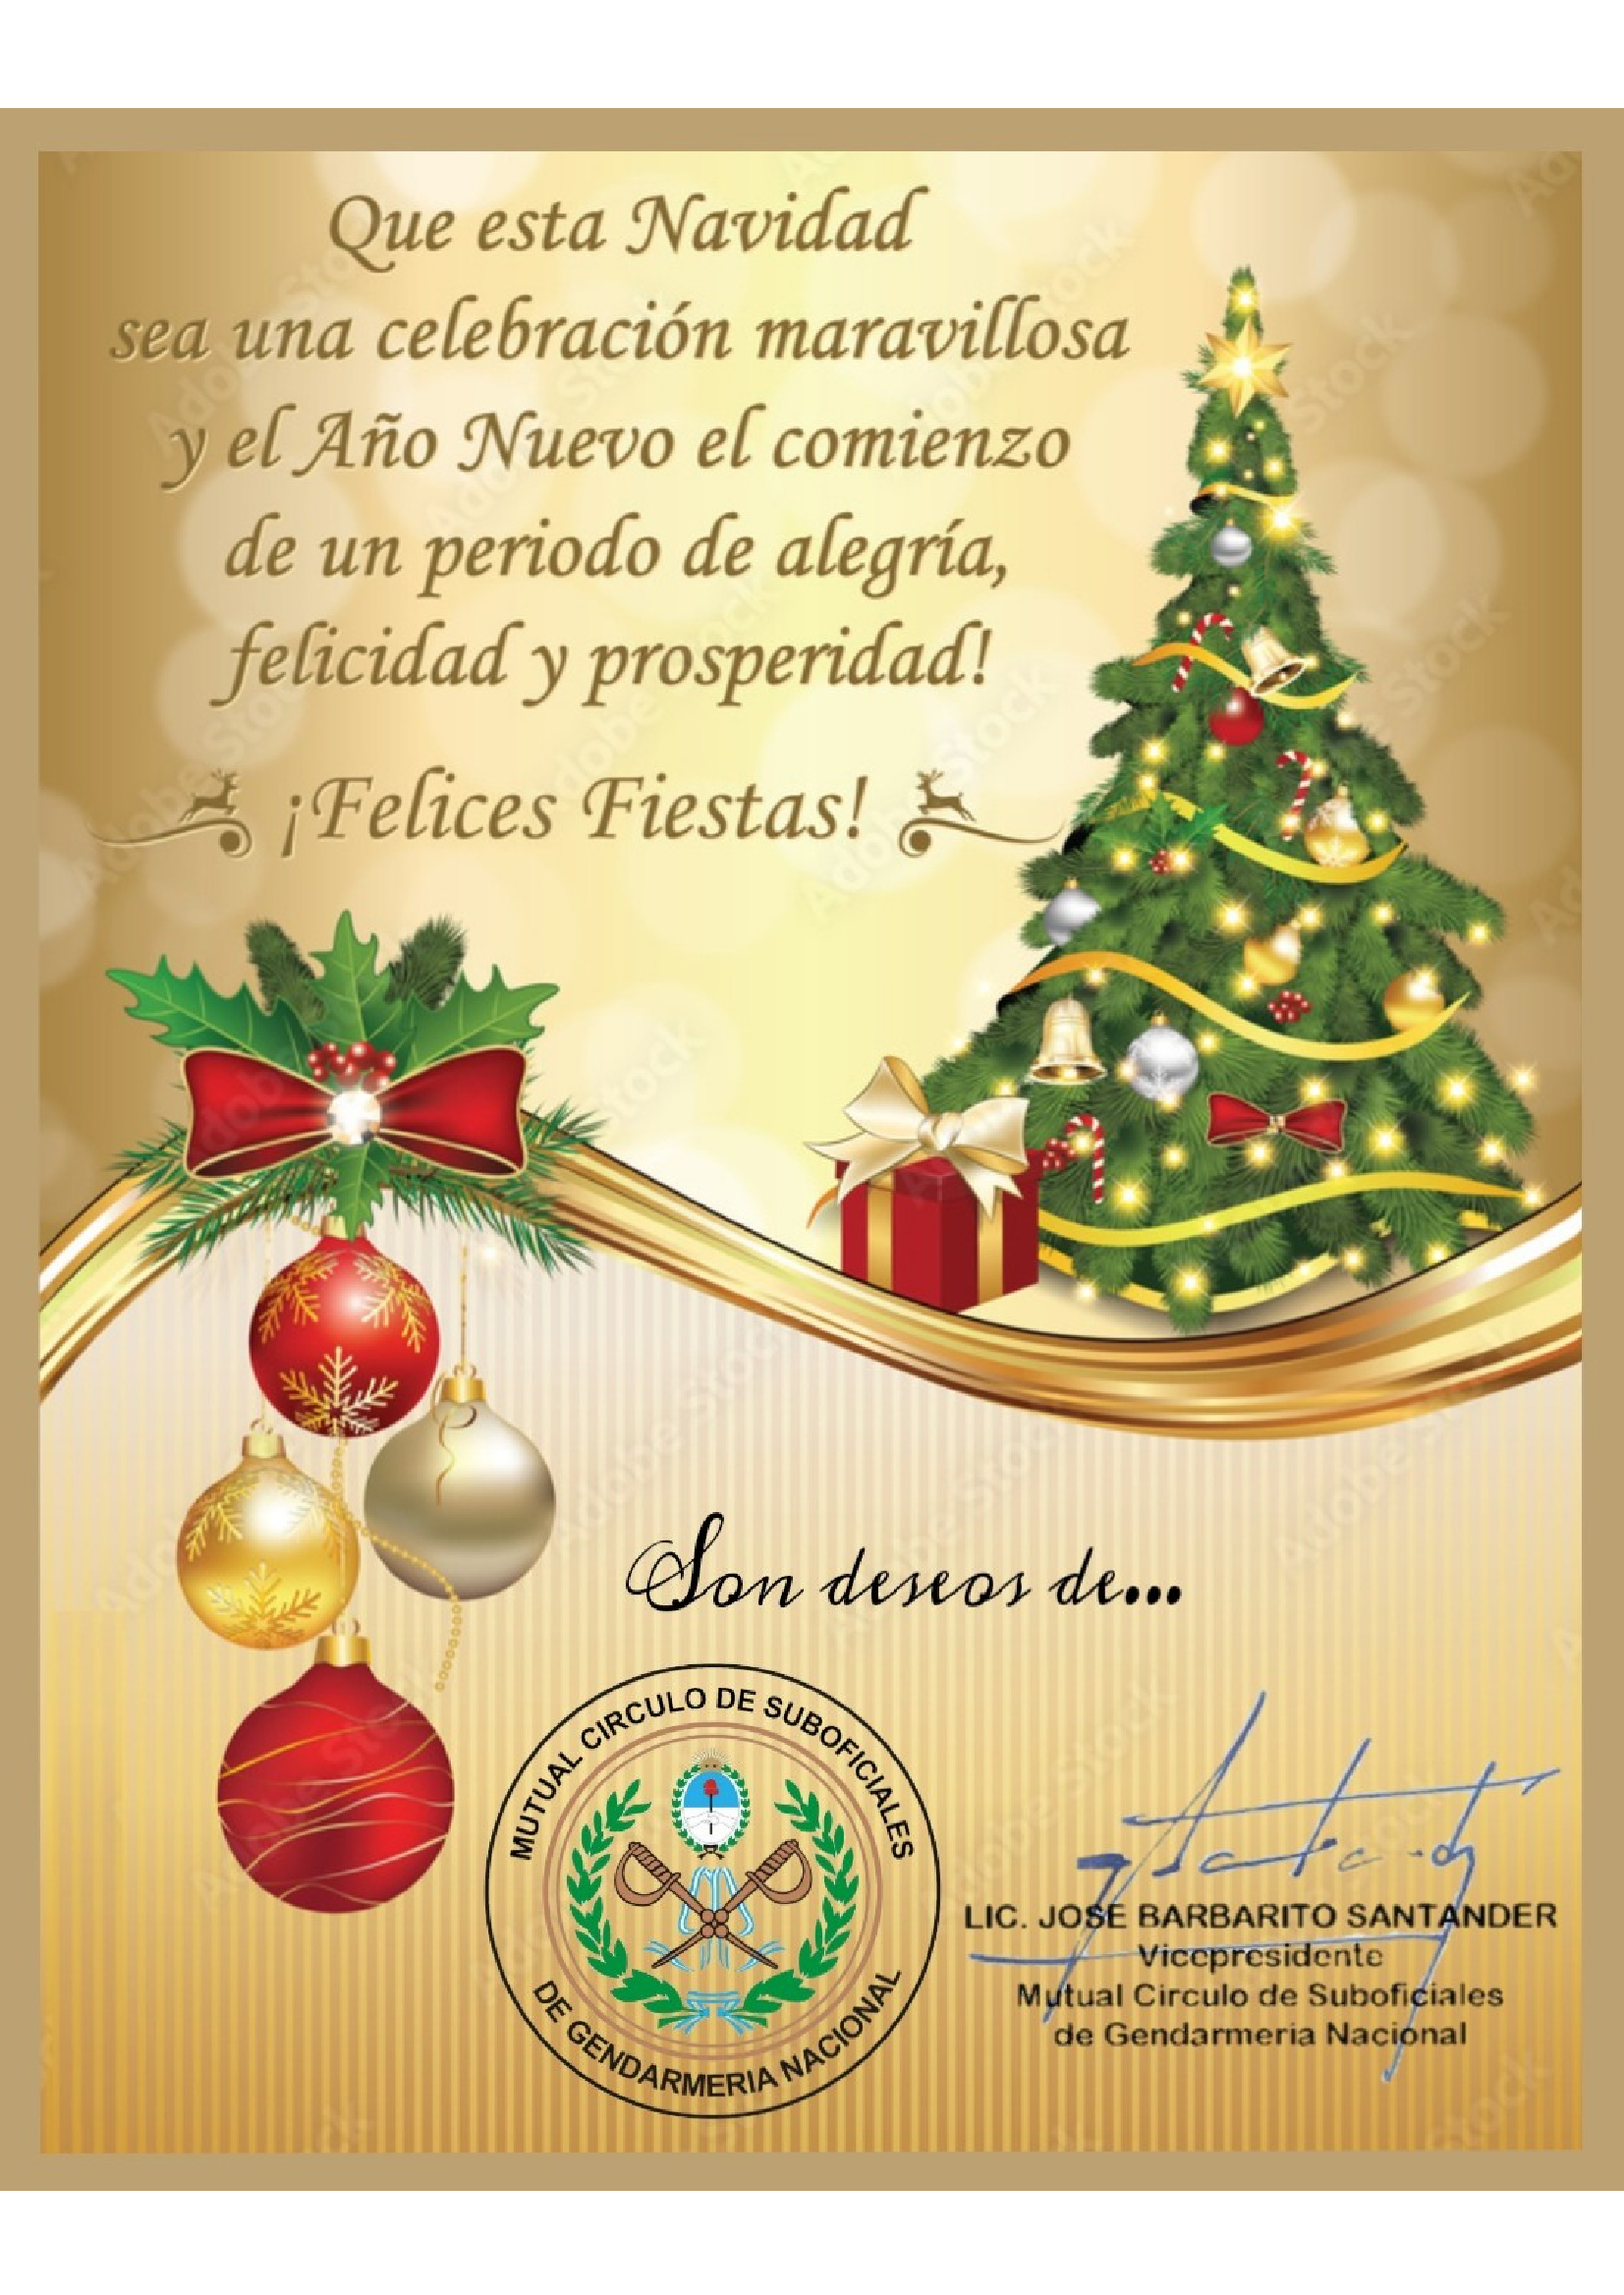 Que esta Navidad
sea una celebración maravillosa
y el Año Nuevo el comienzo
de un periodo de alegría,
felicidad y prosperidad!
¡Felices Fiestas!
Son deseos de...
MUTUAL CIRCULO DE SUBOFICIALES
DE GENDARMERIA NACIONAL
LIC. JOSE BARBARITO SANTANDER
Vicepresidente
Mutual Circulo de Suboficiales
de Gendarmeria Nacional
Adobe Stock